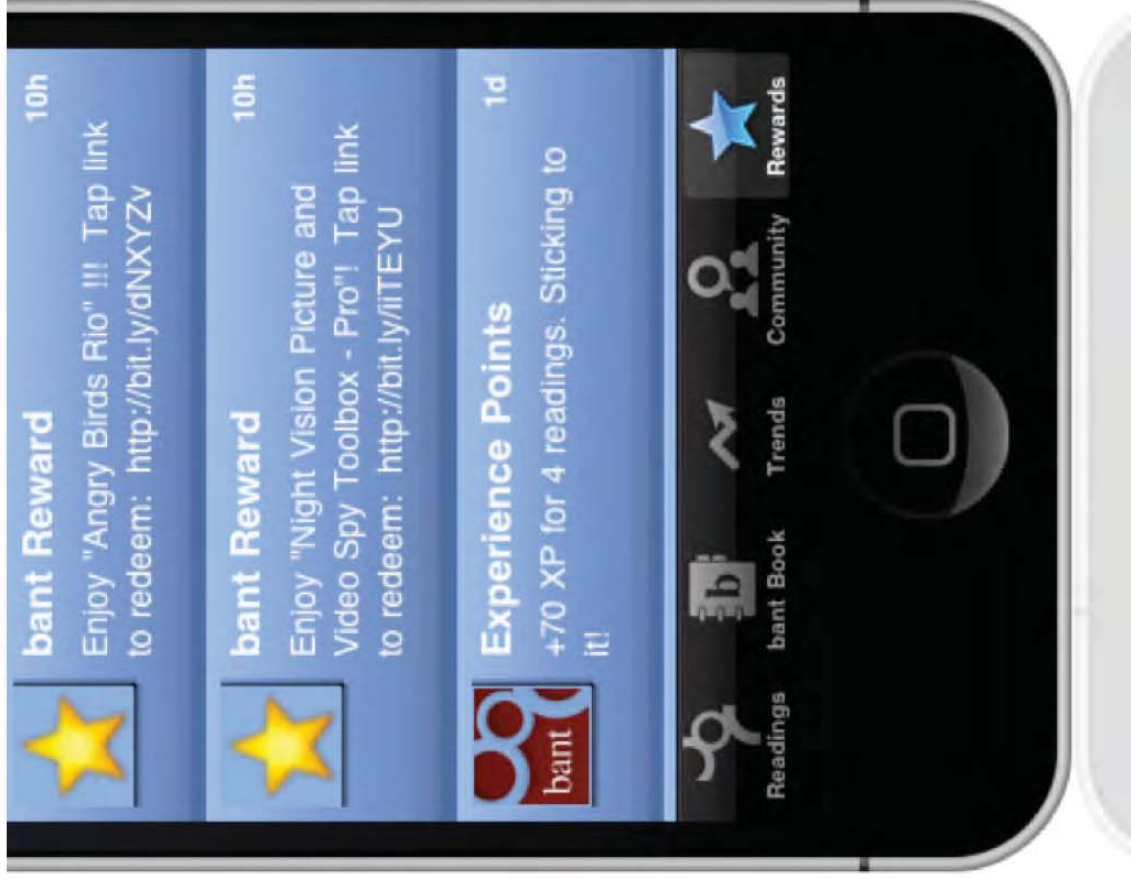 bant Reward 10h
Enjoy "Angry Birds Rio" !!! Tap link
to redeem: http://bit.ly/dNXYZv
bant Reward 10h
Enjoy "Night Vision Picture and
Video Spy Toolbox - Pro"! Tap link
to redeem: http://bit.ly/iiTEYU
bant
Experience Points 1d
+70 XP for 4 readings. Sticking to
it!
b
Readings bant Book Trends Community Rewards